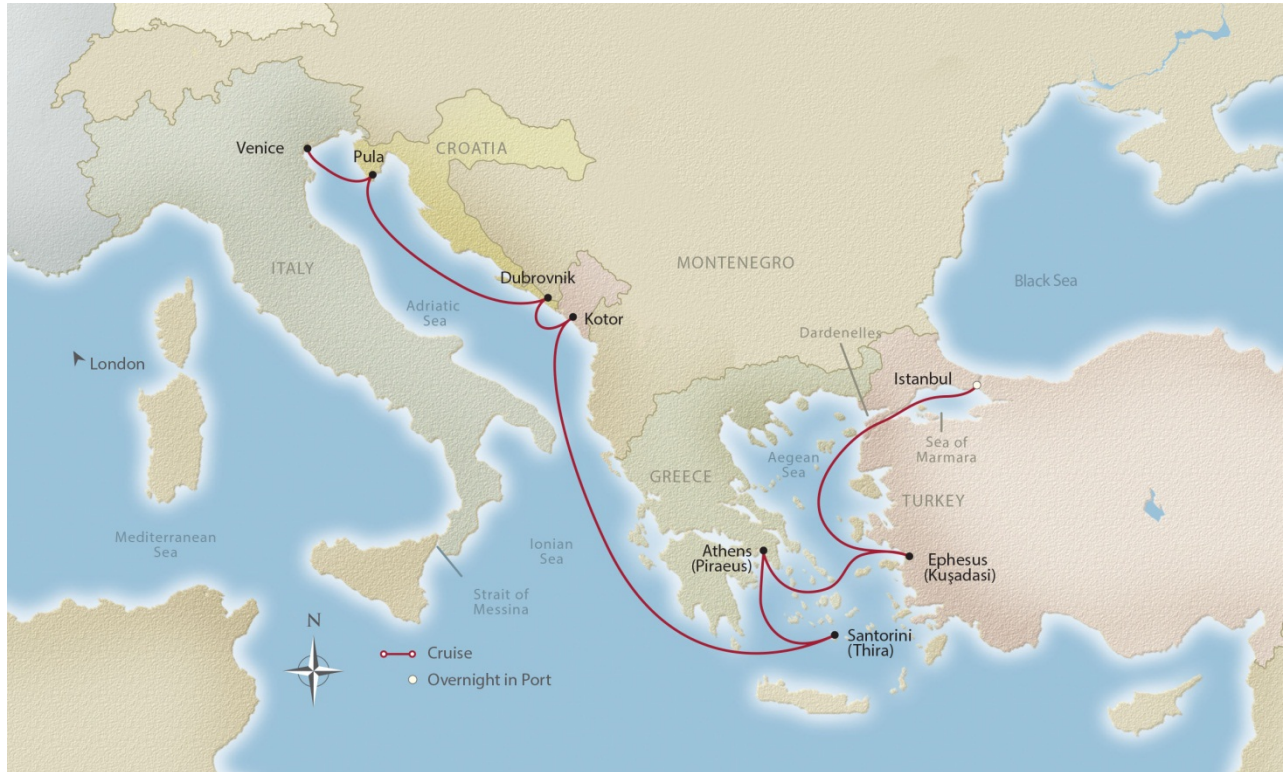 Venice
Pula
CROATIA
ITALY
Dubrovnik
MONTENEGRO
Adriatic
Sea
Kotor
Black Sea
Dardenelles
London
Istanbul
Sea of
Marmara
Aegean
Sea
GREECE
TURKEY
Mediterranean
Sea
Ionian
Sea
Athens
(Piraeus)
Ephesus
(Kuşadasi)
Strait of
Messina
N
Santorini
(Thira)
Cruise
Overnight in Port